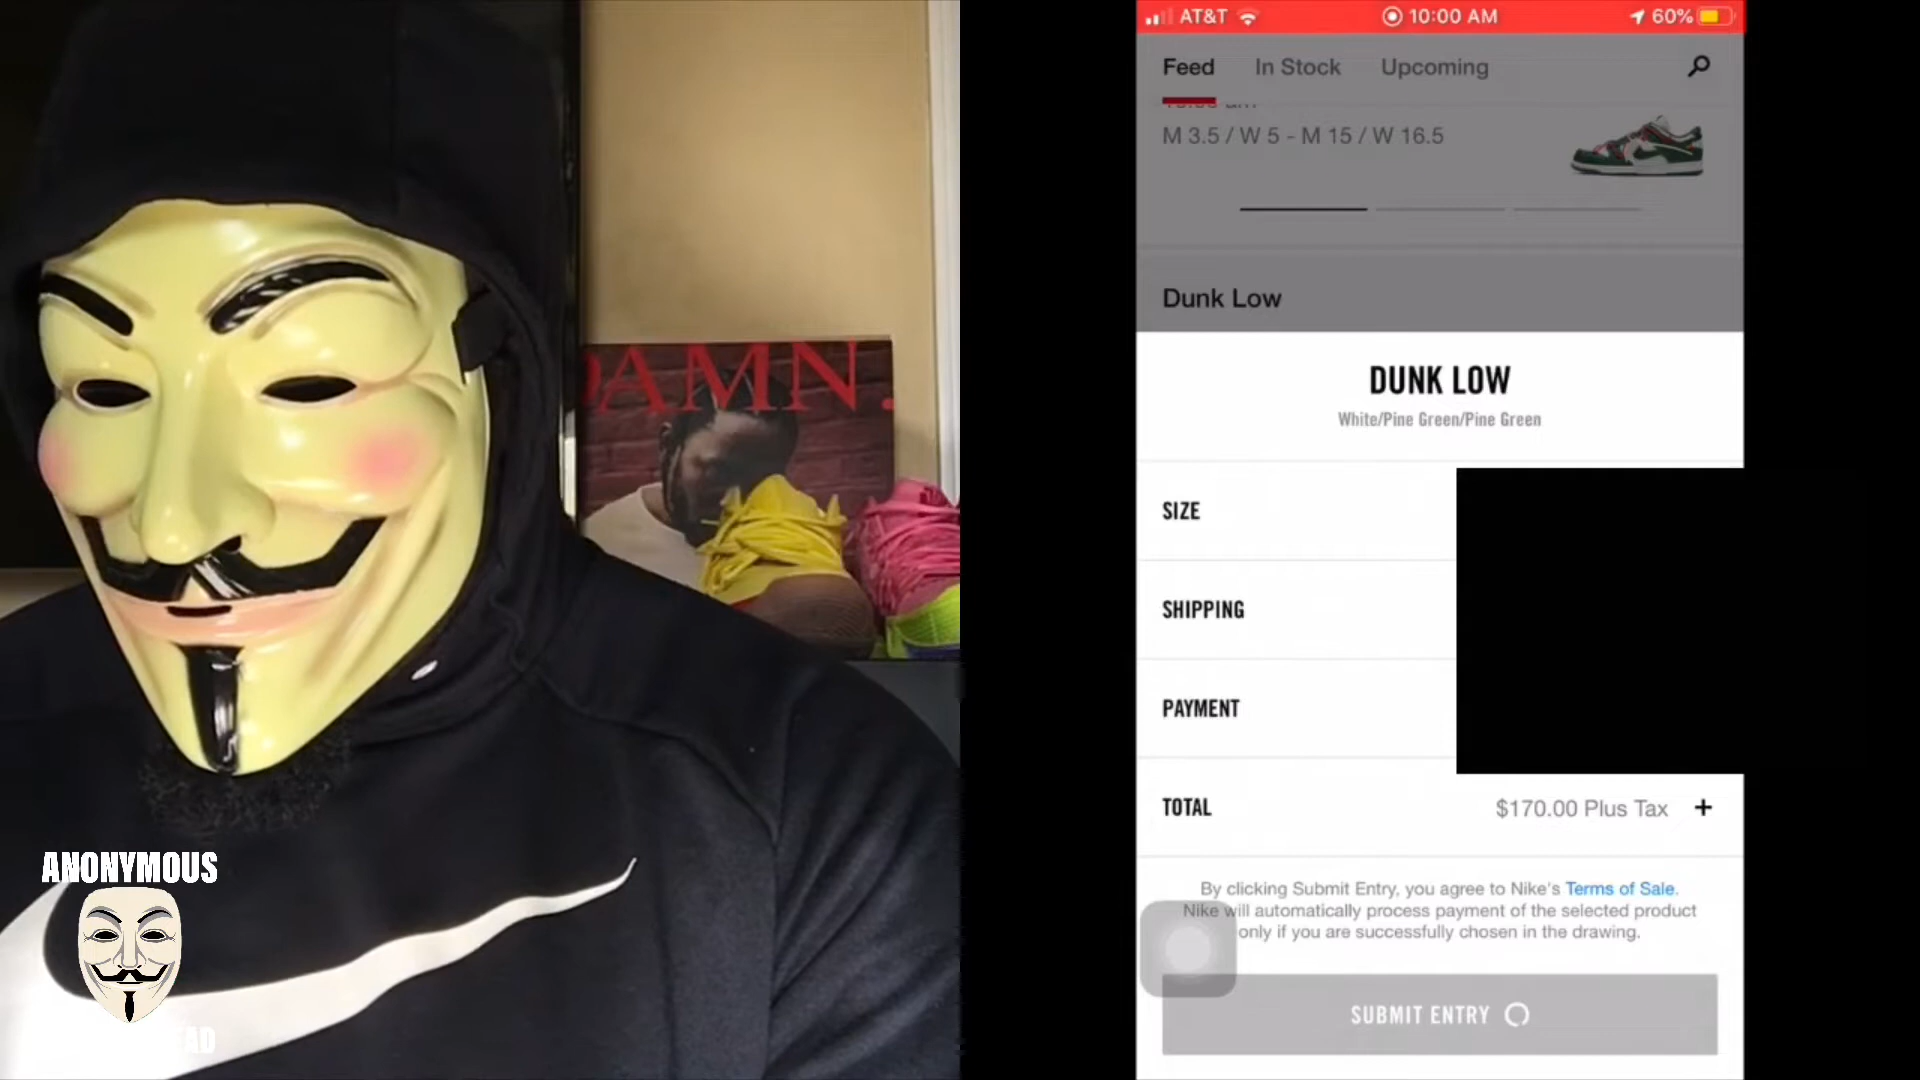 DAMN.
ANONYMOUS
AT&T
10:00 AM
60%
Feed
In Stock
Upcoming
M 3.5 / W 5 - M 15 / W 16.5
Dunk Low
DUNK LOW
White/Pine Green/Pine Green
SIZE
SHIPPING
PAYMENT
TOTAL
$170.00 Plus Tax +
By clicking Submit Entry, you agree to Nike's Terms of Sale.
Nike will automatically process payment of the selected product
only if you are successfully chosen in the drawing.
SUBMIT ENTRY